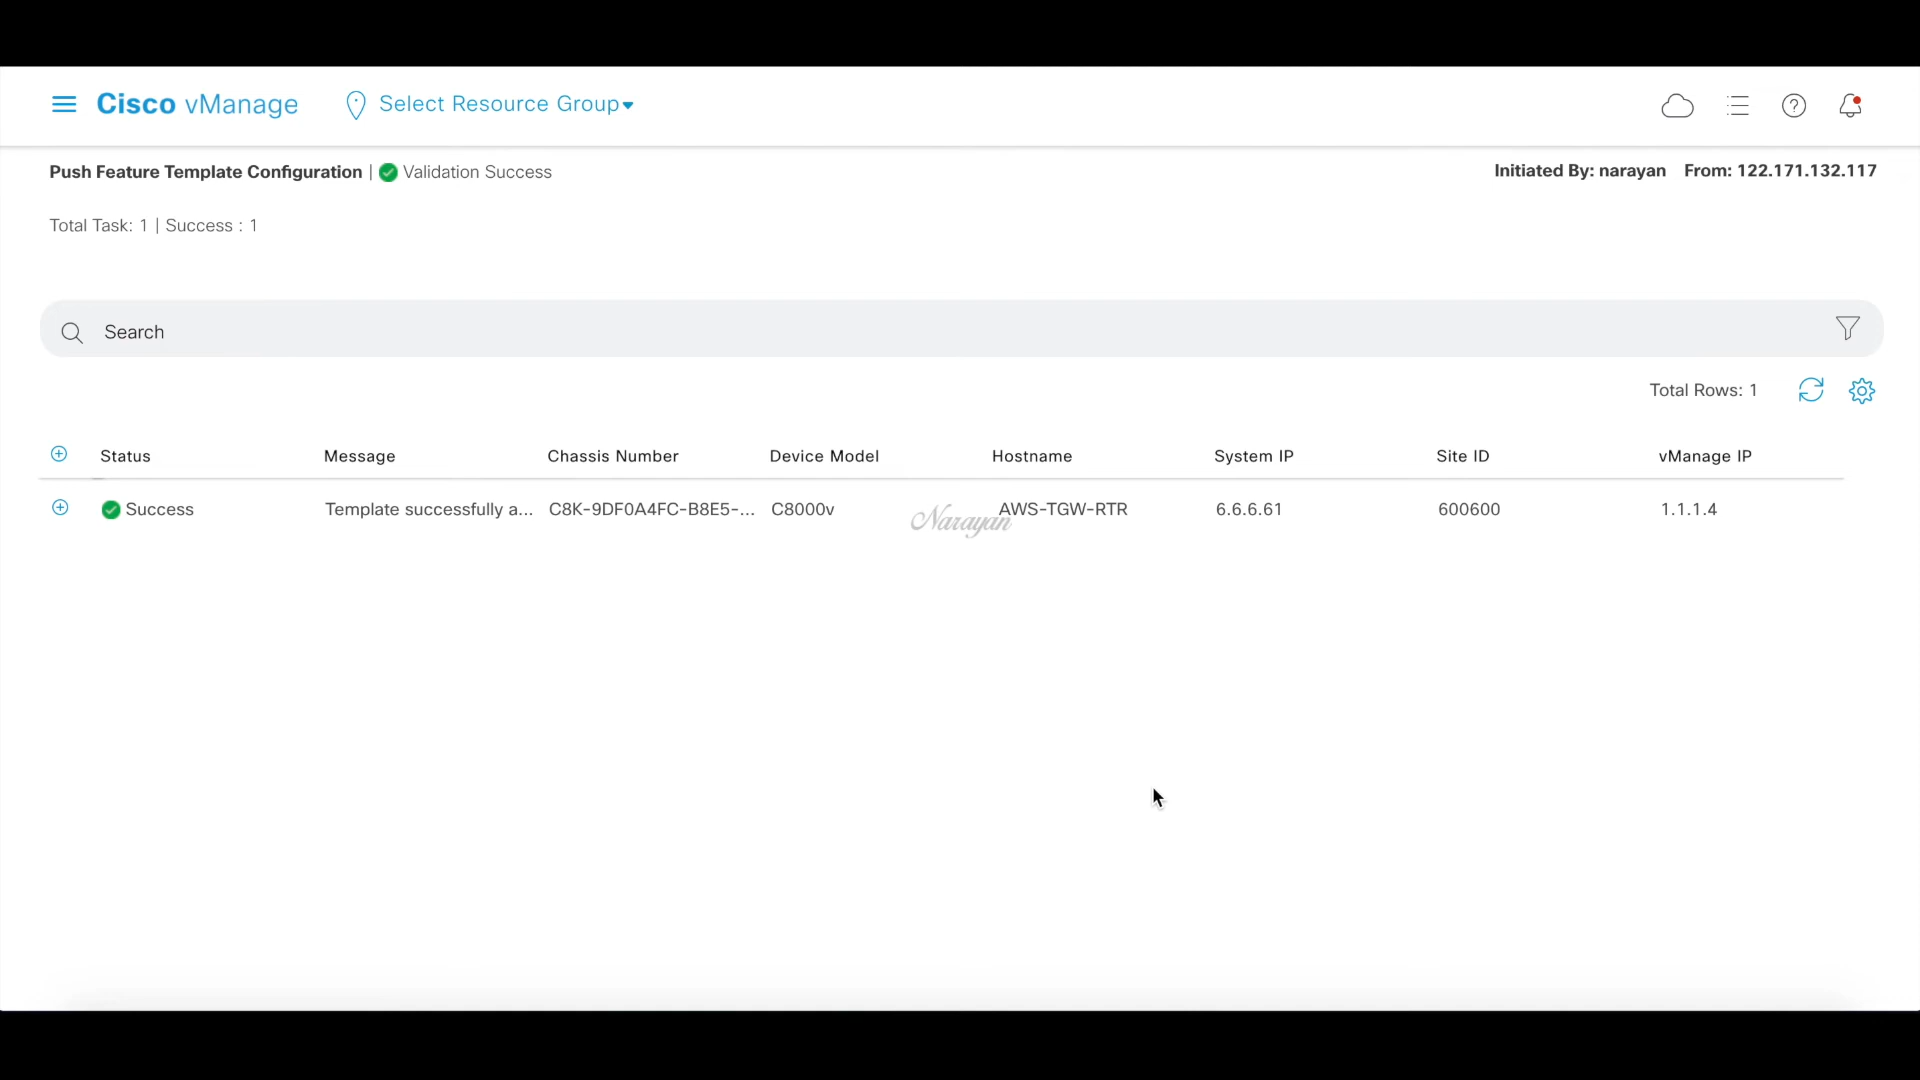 Cisco vManage
Select Resource Group
Push Feature Template Configuration | Validation Success
Initiated By: narayan From: 122.171.132.117
Total Task: 1 | Success : 1
Search
Total Rows: 1
Status Message Chassis Number Device Model Hostname System IP Site ID vManage IP
Success Template successfully a... C8K-9DF0A4FC-B8E5-... C8000v AWS-TGW-RTR 6.6.6.61 600600 1.1.1.4
Narayan